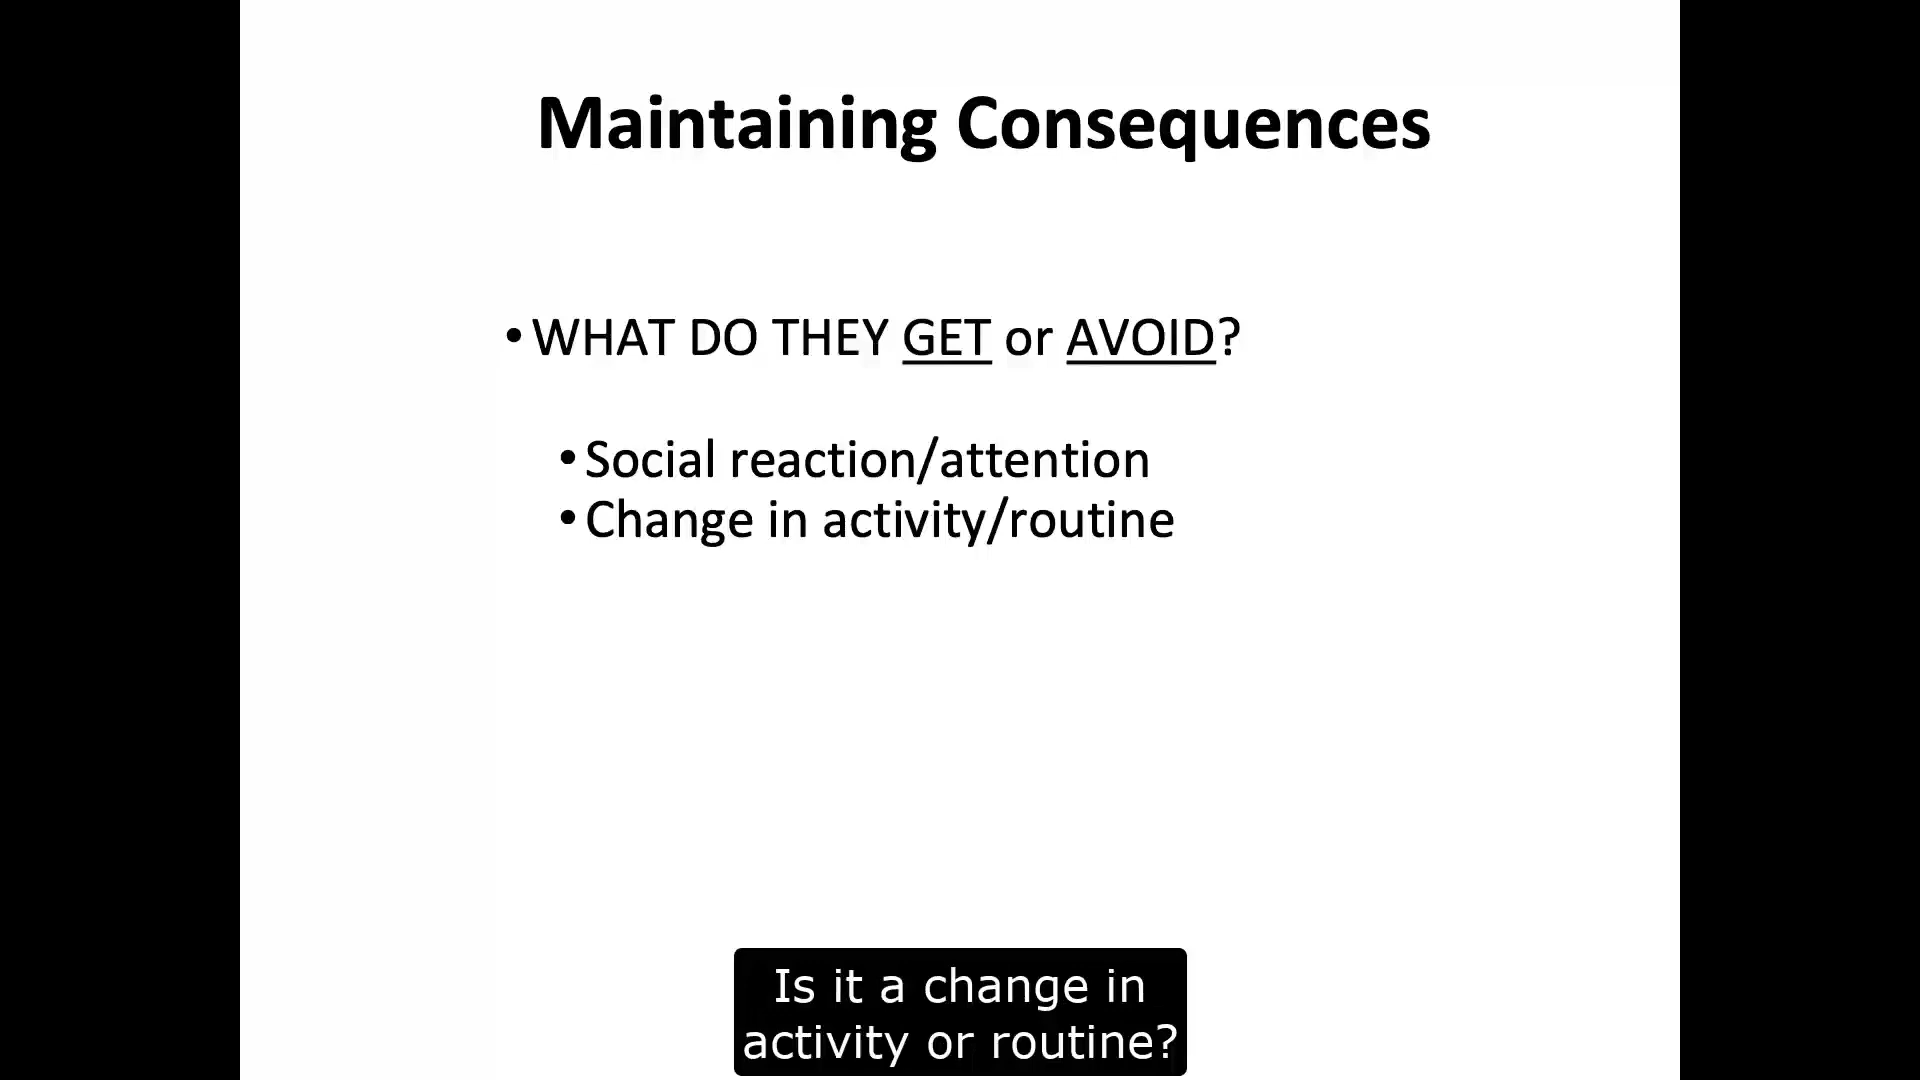 Maintaining Consequences
• WHAT DO THEY GET or AVOID?
• Social reaction/attention
• Change in activity/routine
Is it a change in
activity or routine?